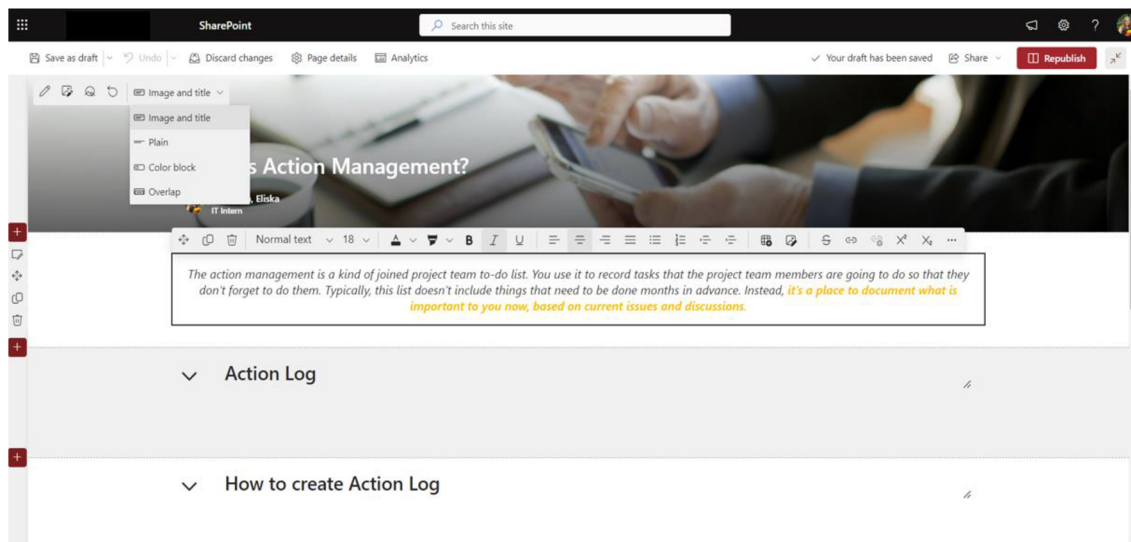 SharePoint
Search this site
?
Save as draft
Undo
Discard changes
Page details
Analytics
Your draft has been saved
Share
Republish
Image and title
Image and title
Plain
Color block
Overlap
s Action Management?
, Eliska
IT Intern
Normal text
18
A
B
I
U
S
X²
X₂
...
The action management is a kind of joined project team to-do list. You use it to record tasks that the project team members are going to do so that they
don't forget to do them. Typically, this list doesn't include things that need to be done months in advance. Instead, it's a place to document what is
important to you now, based on current issues and discussions.
Action Log
How to create Action Log